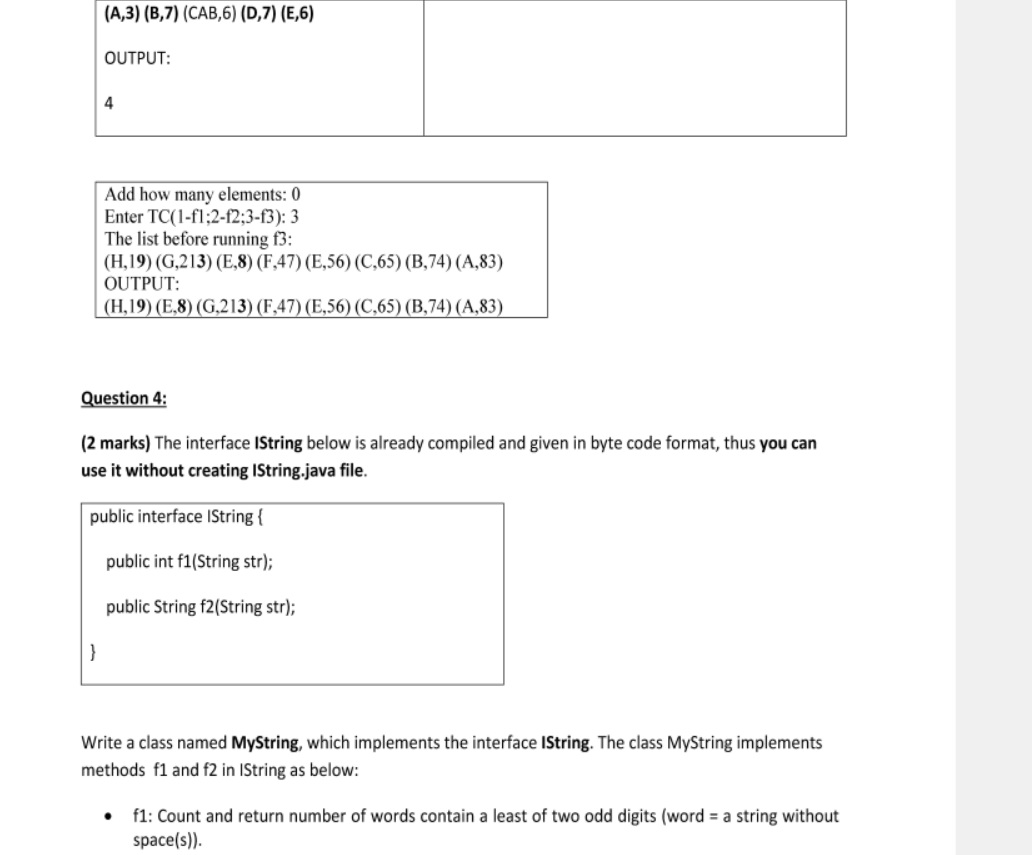 (A,3) (B,7) (CAB,6) (D,7) (E,6)
OUTPUT:
4
Add how many elements: 0
Enter TC(1-f1;2-f2;3-f3): 3
The list before running f3:
(H,19) (G,213) (E,8) (F,47) (E,56) (C,65) (B,74) (A,83)
OUTPUT:
(H,19) (E,8) (G,213) (F,47) (E,56) (C,65) (B,74) (A,83)
Question 4:
(2 marks) The interface IString below is already compiled and given in byte code format, thus you can
use it without creating IString.java file.
public interface IString {
public int f1(String str);
public String f2(String str);
}
Write a class named MyString, which implements the interface IString. The class MyString implements
methods f1 and f2 in IString as below:
• f1: Count and return number of words contain a least of two odd digits (word = a string without
space(s)).